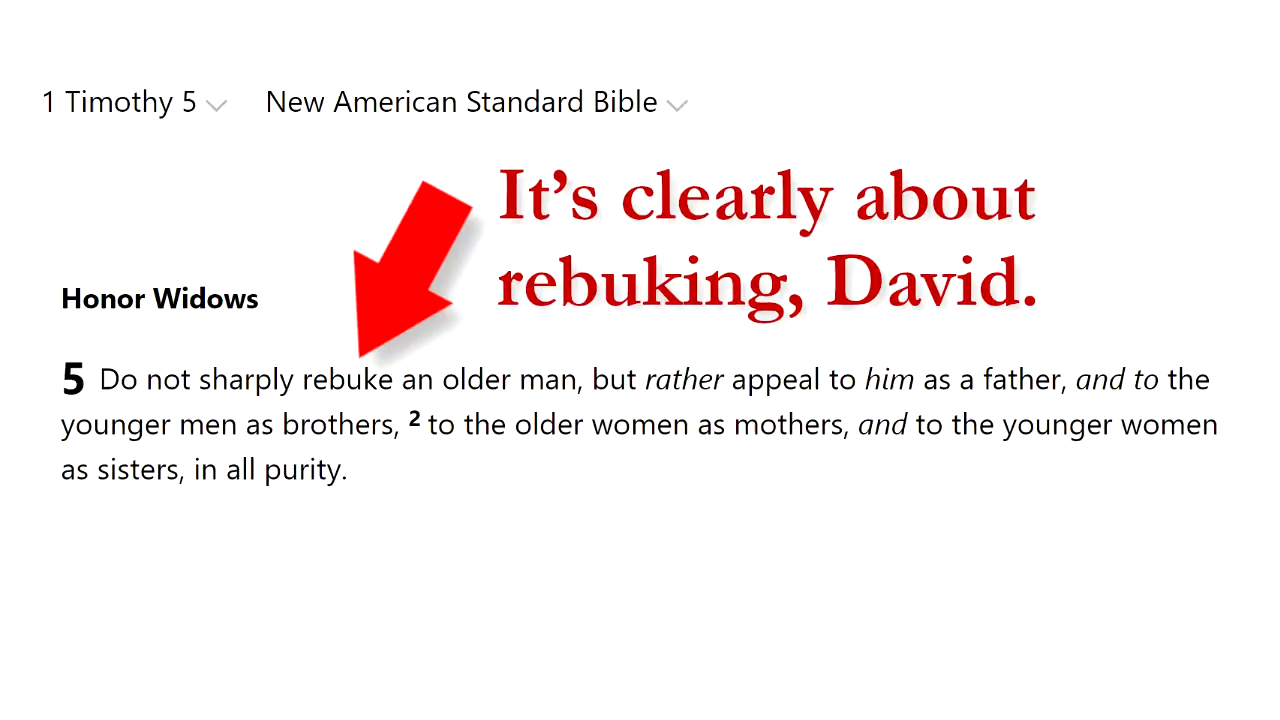 1 Timothy 5 New American Standard Bible
It’s clearly about
rebuking, David.
Honor Widows
5 Do not sharply rebuke an older man, but rather appeal to him as a father, and to the
younger men as brothers, 2 to the older women as mothers, and to the younger women
as sisters, in all purity.